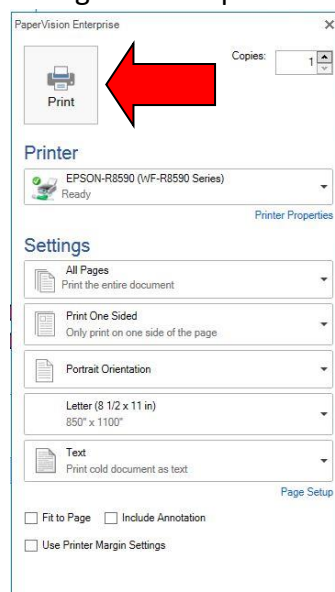 PaperVision Enterprise
Print
Copies: 1
Printer
EPSON-R8590 (WF-R8590 Series)
Ready
Printer Properties
Settings
All Pages
Print the entire document
Print One Sided
Only print on one side of the page
Portrait Orientation
Letter (8 1/2 x 11 in)
850" x 1100"
Text
Print cold document as text
Page Setup
Fit to Page Include Annotation
Use Printer Margin Settings